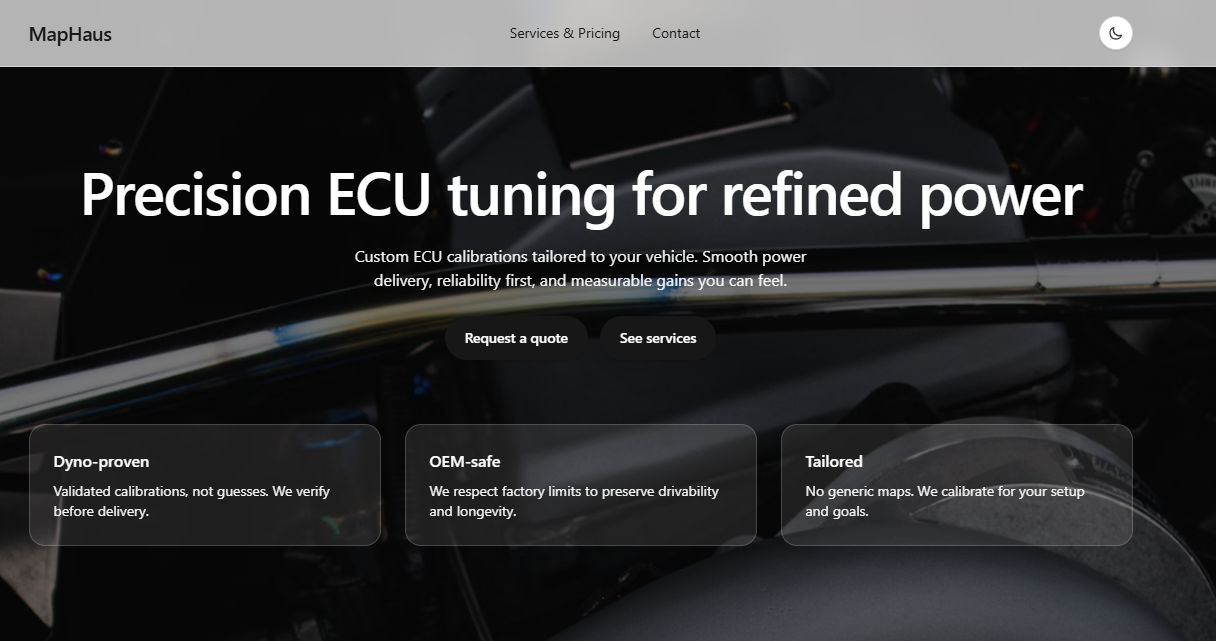 MapHaus
Services & Pricing
Contact
Precision ECU tuning for refined power
Custom ECU calibrations tailored to your vehicle. Smooth power
delivery, reliability first, and measurable gains you can feel.
Request a quote
See services
Dyno-proven
Validated calibrations, not guesses. We verify
before delivery.
OEM-safe
We respect factory limits to preserve drivability
and longevity.
Tailored
No generic maps. We calibrate for your setup
and goals.